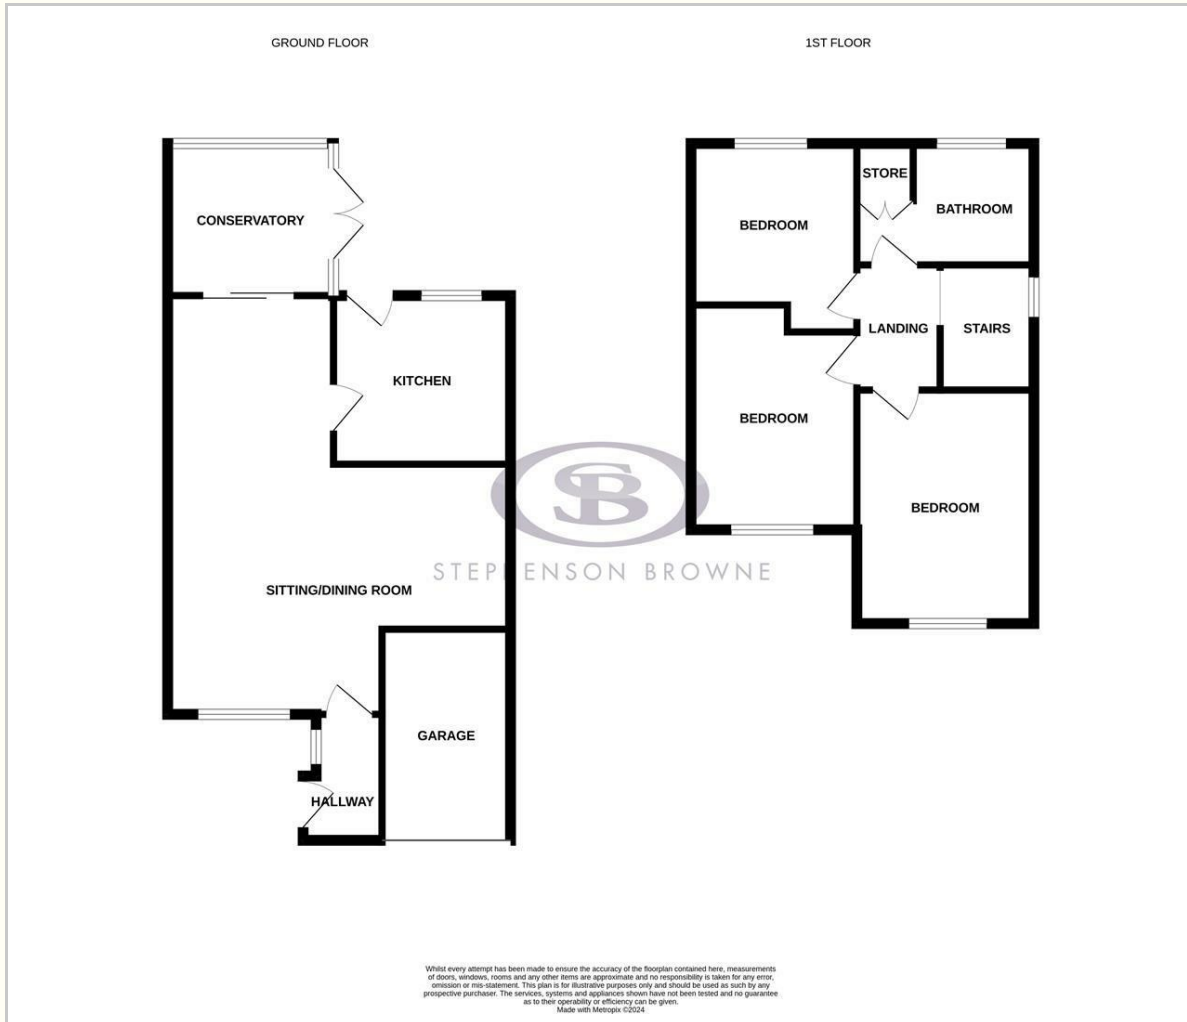 GROUND FLOOR
1ST FLOOR
CONSERVATORY
KITCHEN
SITTING/DINING ROOM
GARAGE
HALLWAY
STORE
BEDROOM
BATHROOM
LANDING
STAIRS
BEDROOM
BEDROOM
SB
STEPHENSON BROWNE
Whilst every attempt has been made to ensure the accuracy of the floorplan contained here, measurements
of doors, windows, rooms and any other items are approximate and no responsibility is taken for any error,
omission or mis-statement. This plan is for illustrative purposes only and should be used as such by any
prospective purchaser. The services, systems and appliances shown have not been tested and no guarantee
as to their operability or efficiency can be given.
Made with Metropix ©2024